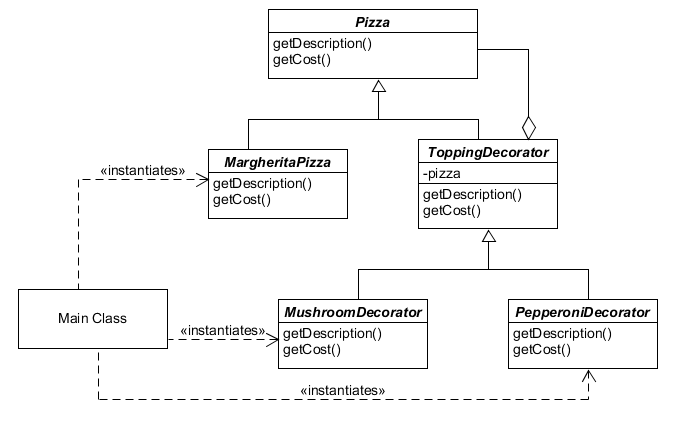 Pizza
getDescription()
getCost()
«instantiates»
MargheritaPizza
getDescription()
getCost()
ToppingDecorator
-pizza
getDescription()
getCost()
Main Class
«instantiates»
MushroomDecorator
getDescription()
getCost()
PepperoniDecorator
getDescription()
getCost()
«instantiates»